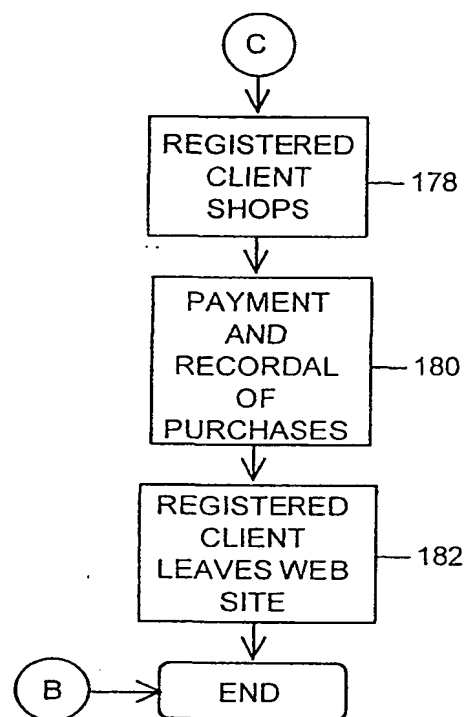 C
REGISTERED
CLIENT
SHOPS
178
PAYMENT
AND
RECORDAL
OF
PURCHASES
180
REGISTERED
CLIENT
LEAVES WEB
SITE
182
B
END